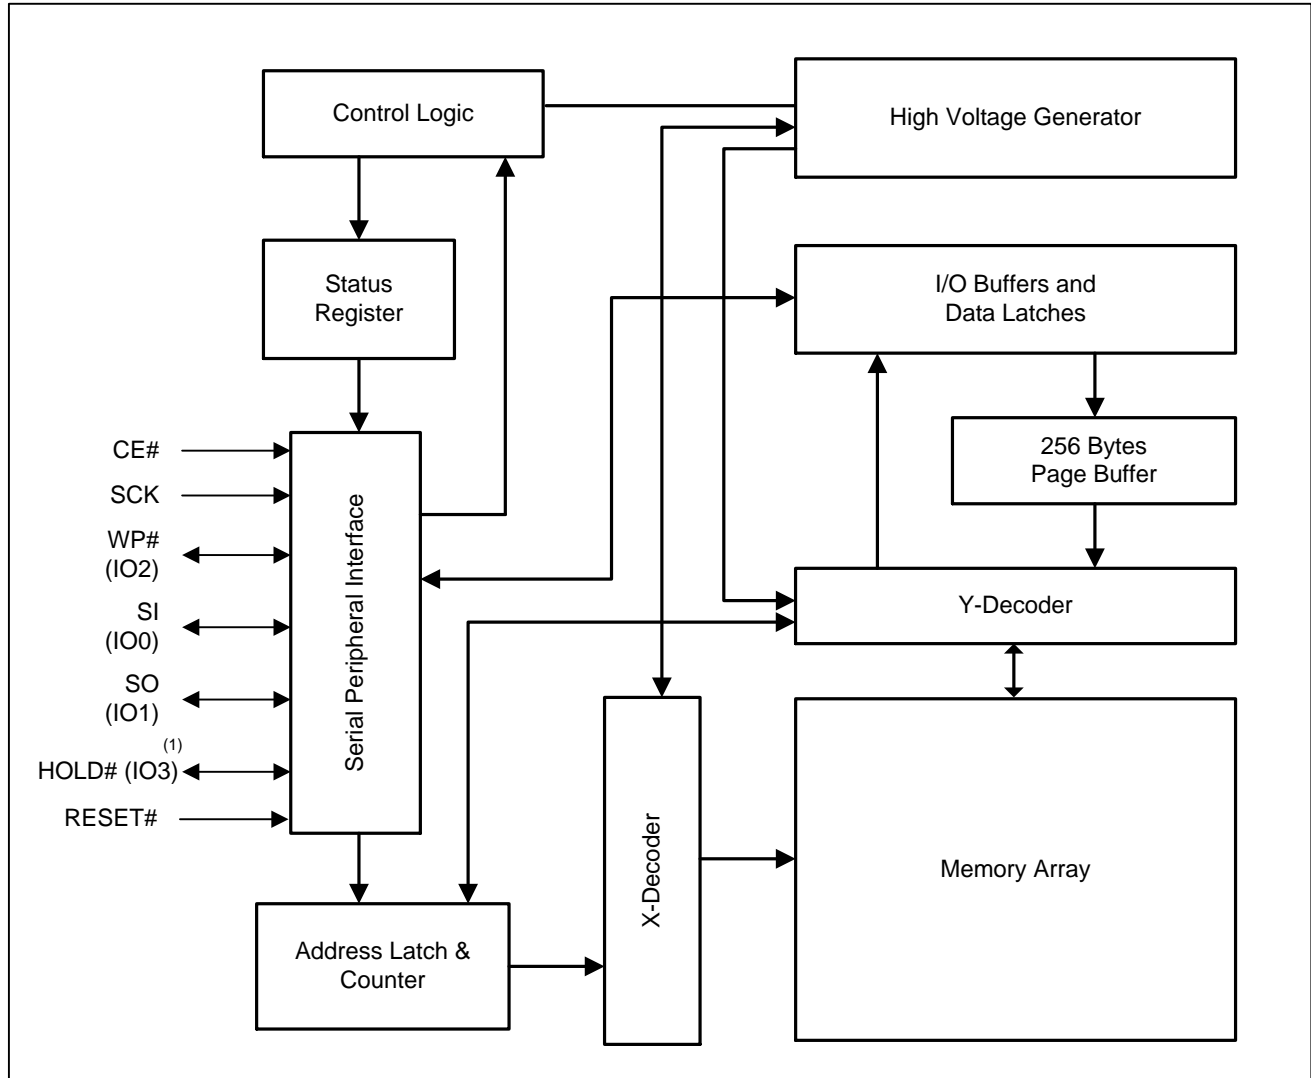 Control Logic
High Voltage Generator
Status
Register
I/O Buffers and
Data Latches
256 Bytes
Page Buffer
CE#
SCK
WP#
(IO2)
SI
(IO0)
SO
(IO1)
(1)
HOLD# (IO3)
RESET#
Serial Peripheral Interface
Y-Decoder
X-Decoder
Memory Array
Address Latch &
Counter